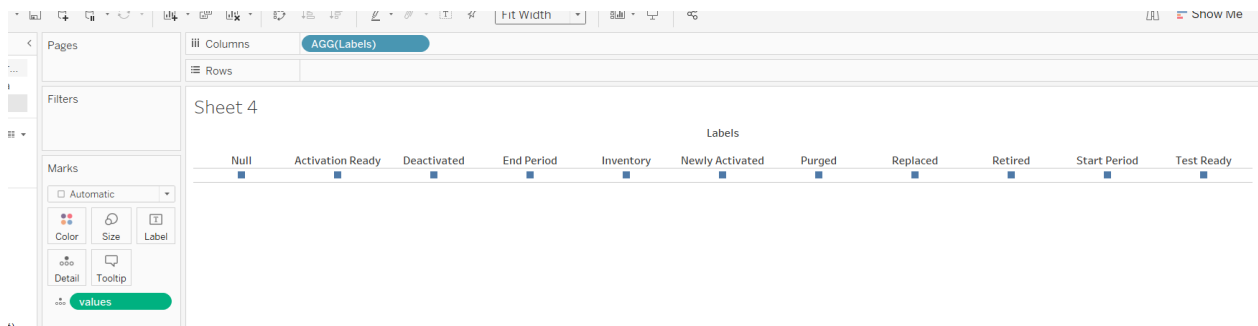 Fit Width
Show Me
Pages
iii Columns AGG(Labels)
Rows
Filters
Sheet 4
Labels
Null Activation Ready Deactivated End Period Inventory Newly Activated Purged Replaced Retired Start Period Test Ready
Marks
Automatic
Color Size Label
Detail Tooltip
values